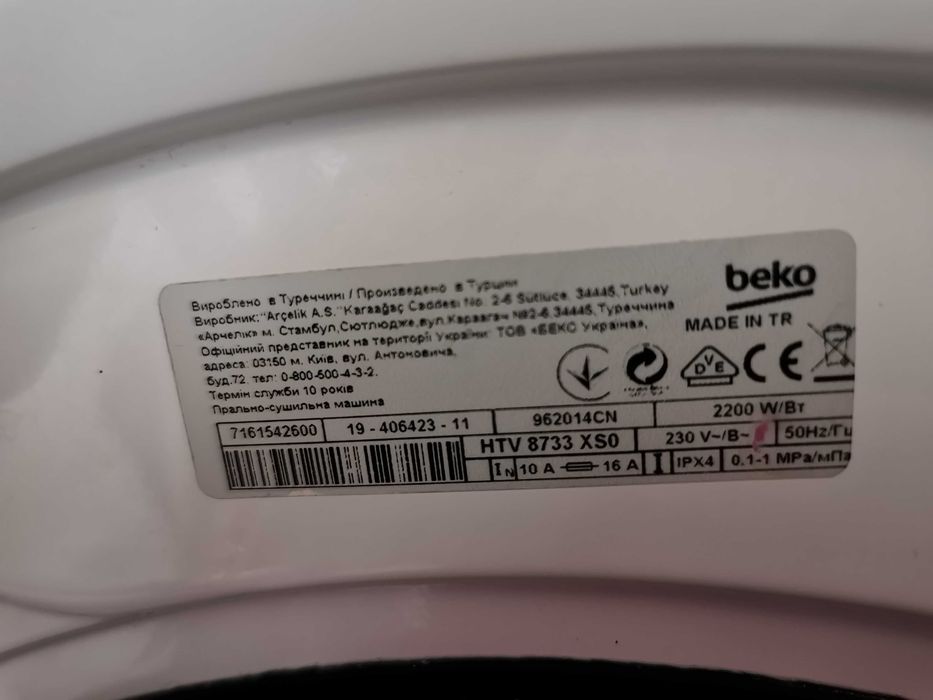 Вироблено в Туреччині / Произведено в Турции
Виробник:"Arçelik A.S." Karaağaç Caddesi No. 2-6 Sütlüce, 34445, Turkey
«Арчелік» м. Стамбул,Сютлюдже,вул.Караагач №2-6 34445, Туреччина
Офіційний представник на території України: ТОВ «БЕКО Україна»,
адреса: 03150 м. Київ, вул. Антоновича,
буд.72, тел: 0-800-500-4-3-2.
Термін служби 10 років
Прально-сушильна машина
beko
MADE IN TR
DVE
CE
7161542600 19 - 406423 - 11 962014CN 2200 W/Вт
HTV 8733 XS0 230 V~/В~ 50Hz/Гц
IN 10 A 16 A IPX4 0.1-1 MPa/мПа